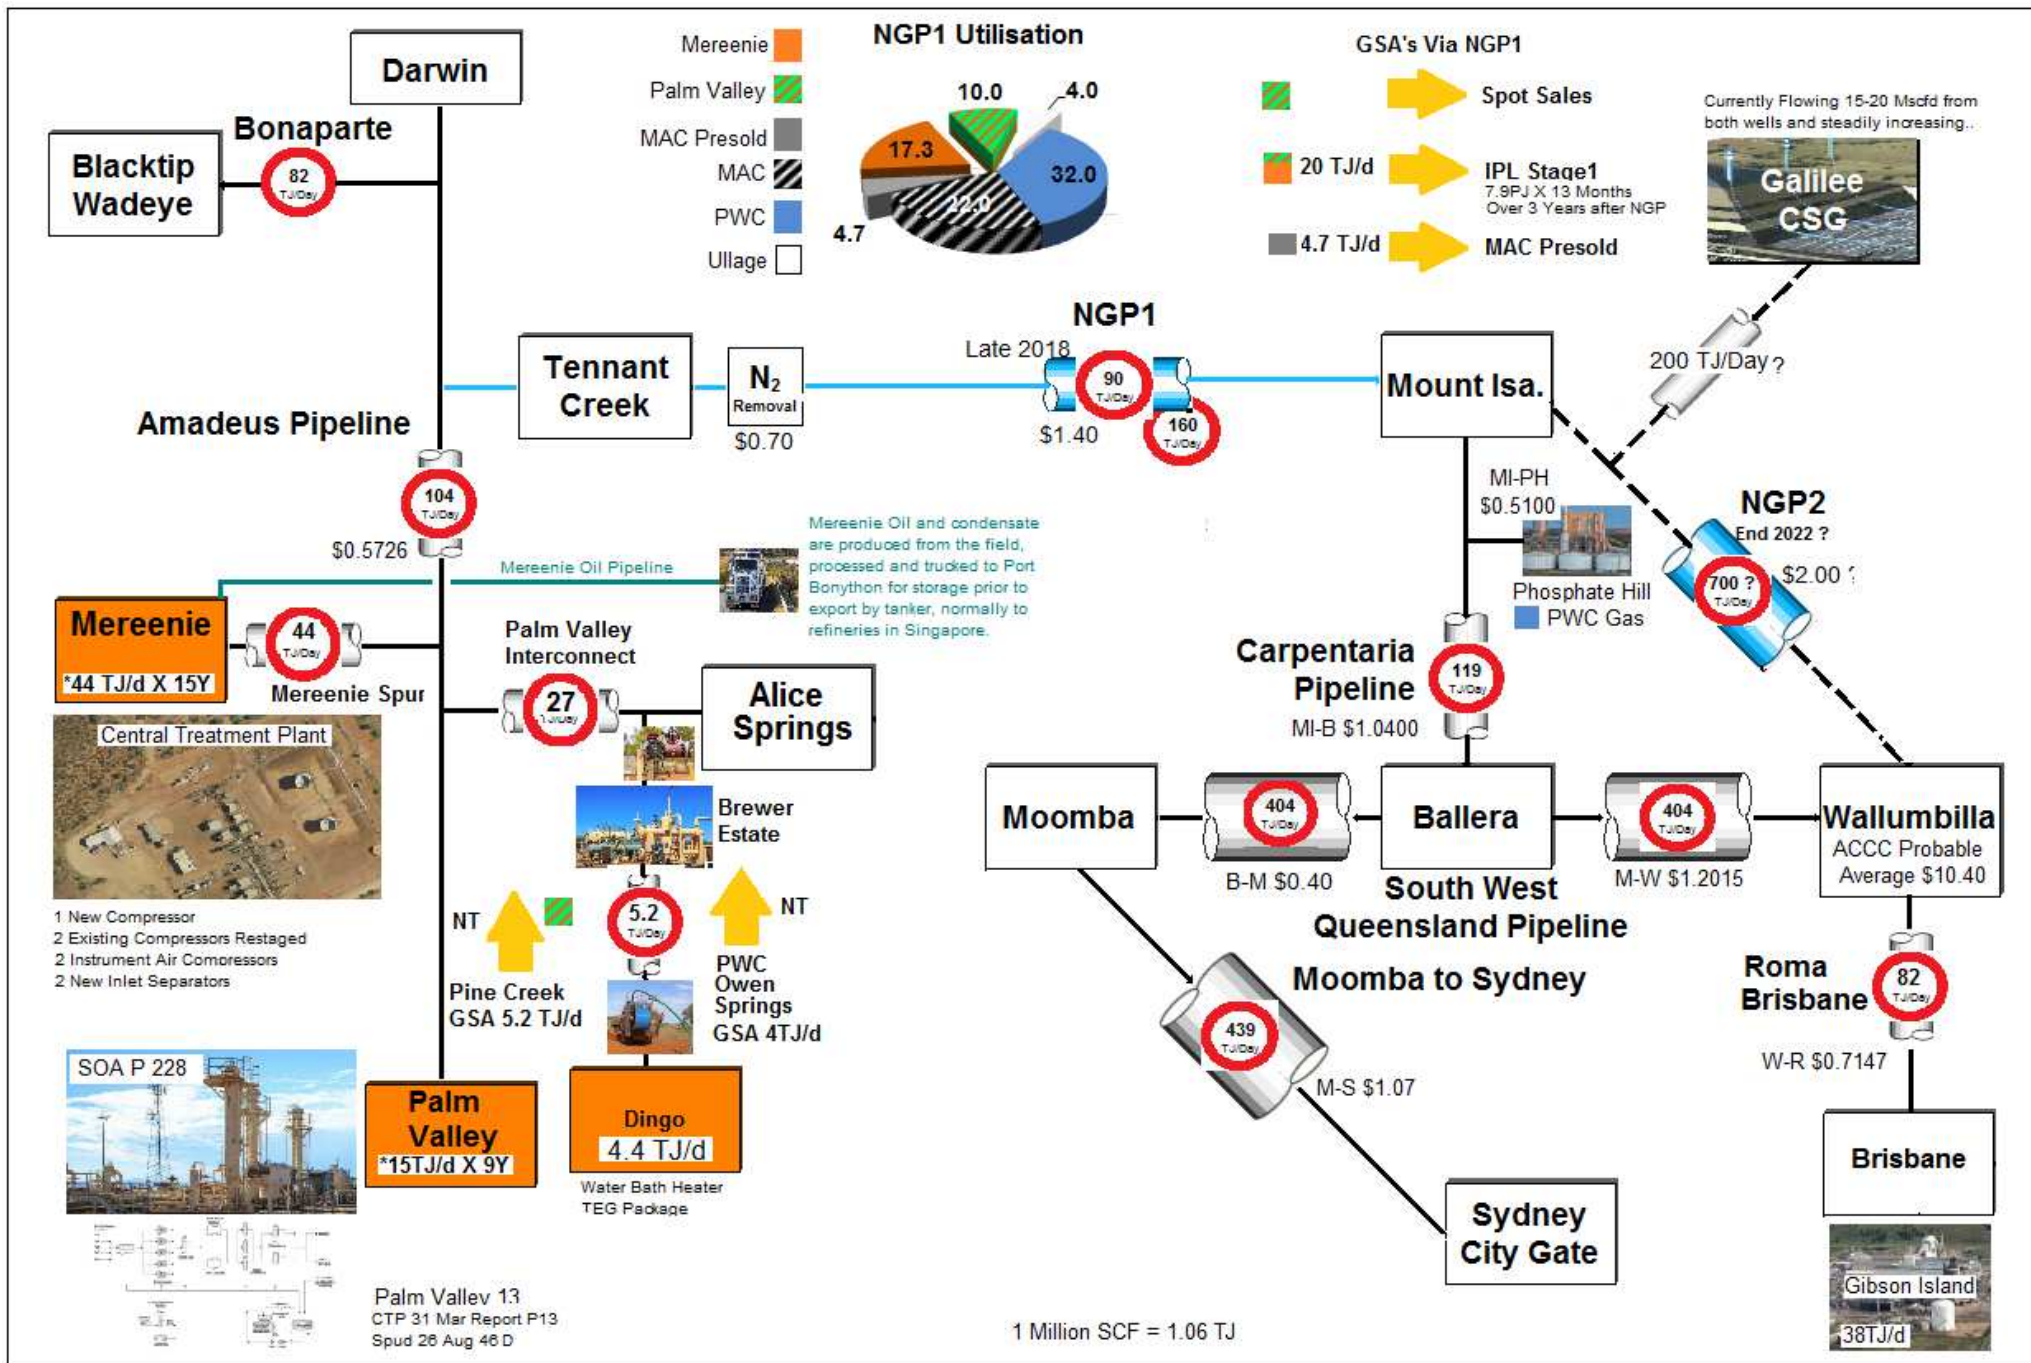 Darwin
Bonaparte
Blacktip
Wadeye
82
TJ/Day
Mereenie
Palm Valley
MAC Presold
MAC
PWC
Ullage
NGP1 Utilisation
10.0
4.0
17.3
32.0
22.0
4.7
GSA's Via NGP1
Spot Sales
20 TJ/d
IPL Stage1
7.9PJ X 13 Months
Over 3 Years after NGP
4.7 TJ/d
MAC Presold
Currently Flowing 15-20 Mscfd from
both wells and steadily increasing..
Galilee
CSG
200 TJ/Day ?
Tennant
Creek
N2
Removal
$0.70
Late 2018
NGP1
90
TJ/Day
$1.40
160
TJ/Day
Mount Isa.
Amadeus Pipeline
104
TJ/Day
$0.5726
Mereenie Oil Pipeline
Mereenie Oil and condensate
are produced from the field,
processed and trucked to Port
Bonython for storage prior to
export by tanker, normally to
refineries in Singapore.
MI-PH
$0.5100
Phosphate Hill
PWC Gas
NGP2
End 2022 ?
700 ?
TJ/Day
$2.00 ?
Mereenie
*44 TJ/d X 15Y
44
TJ/Day
Mereenie Spur
Palm Valley
Interconnect
27
TJ/Day
Alice
Springs
Carpentaria
Pipeline
119
TJ/Day
MI-B $1.0400
Central Treatment Plant
1 New Compressor
2 Existing Compressors Restaged
2 Instrument Air Compressors
2 New Inlet Separators
Brewer
Estate
NT
Pine Creek
GSA 5.2 TJ/d
5.2
TJ/Day
NT
PWC
Owen
Springs
GSA 4TJ/d
Moomba
404
TJ/Day
B-M $0.40
Ballera
404
TJ/Day
M-W $1.2015
South West
Queensland Pipeline
Wallumbilla
ACCC Probable
Average $10.40
Moomba to Sydney
439
TJ/Day
M-S $1.07
Sydney
City Gate
Roma
Brisbane
82
TJ/Day
W-R $0.7147
Brisbane
Gibson Island
38TJ/d
SOA P 228
Palm
Valley
*15TJ/d X 9Y
Dingo
4.4 TJ/d
Water Bath Heater
TEG Package
Palm Valley 13
CTP 31 Mar Report P13
Spud 26 Aug 46 D
1 Million SCF = 1.06 TJ